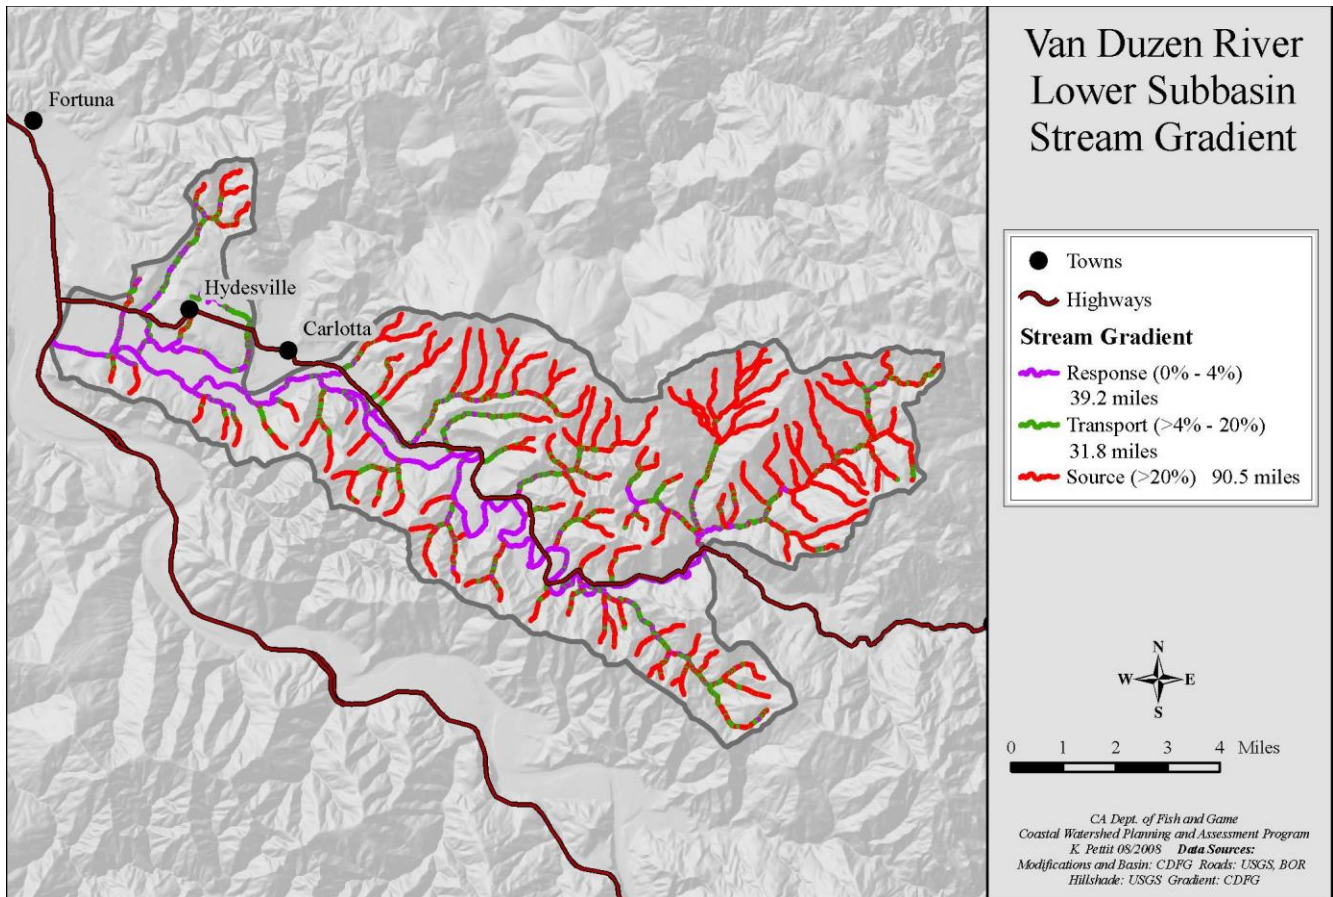 Fortuna
Hydesville
Carlotta
Van Duzen River
Lower Subbasin
Stream Gradient
Towns
Highways
Stream Gradient
Response (0% - 4%)
39.2 miles
Transport (>4% - 20%)
31.8 miles
Source (>20%) 90.5 miles
N
W E
S
0 1 2 3 4 Miles
CA Dept. of Fish and Game
Coastal Watershed Planning and Assessment Program
K. Pettit 08/2008 Data Sources:
Modifications and Basin: CDFG Roads: USGS, BOR
Hillshade: USGS Gradient: CDFG